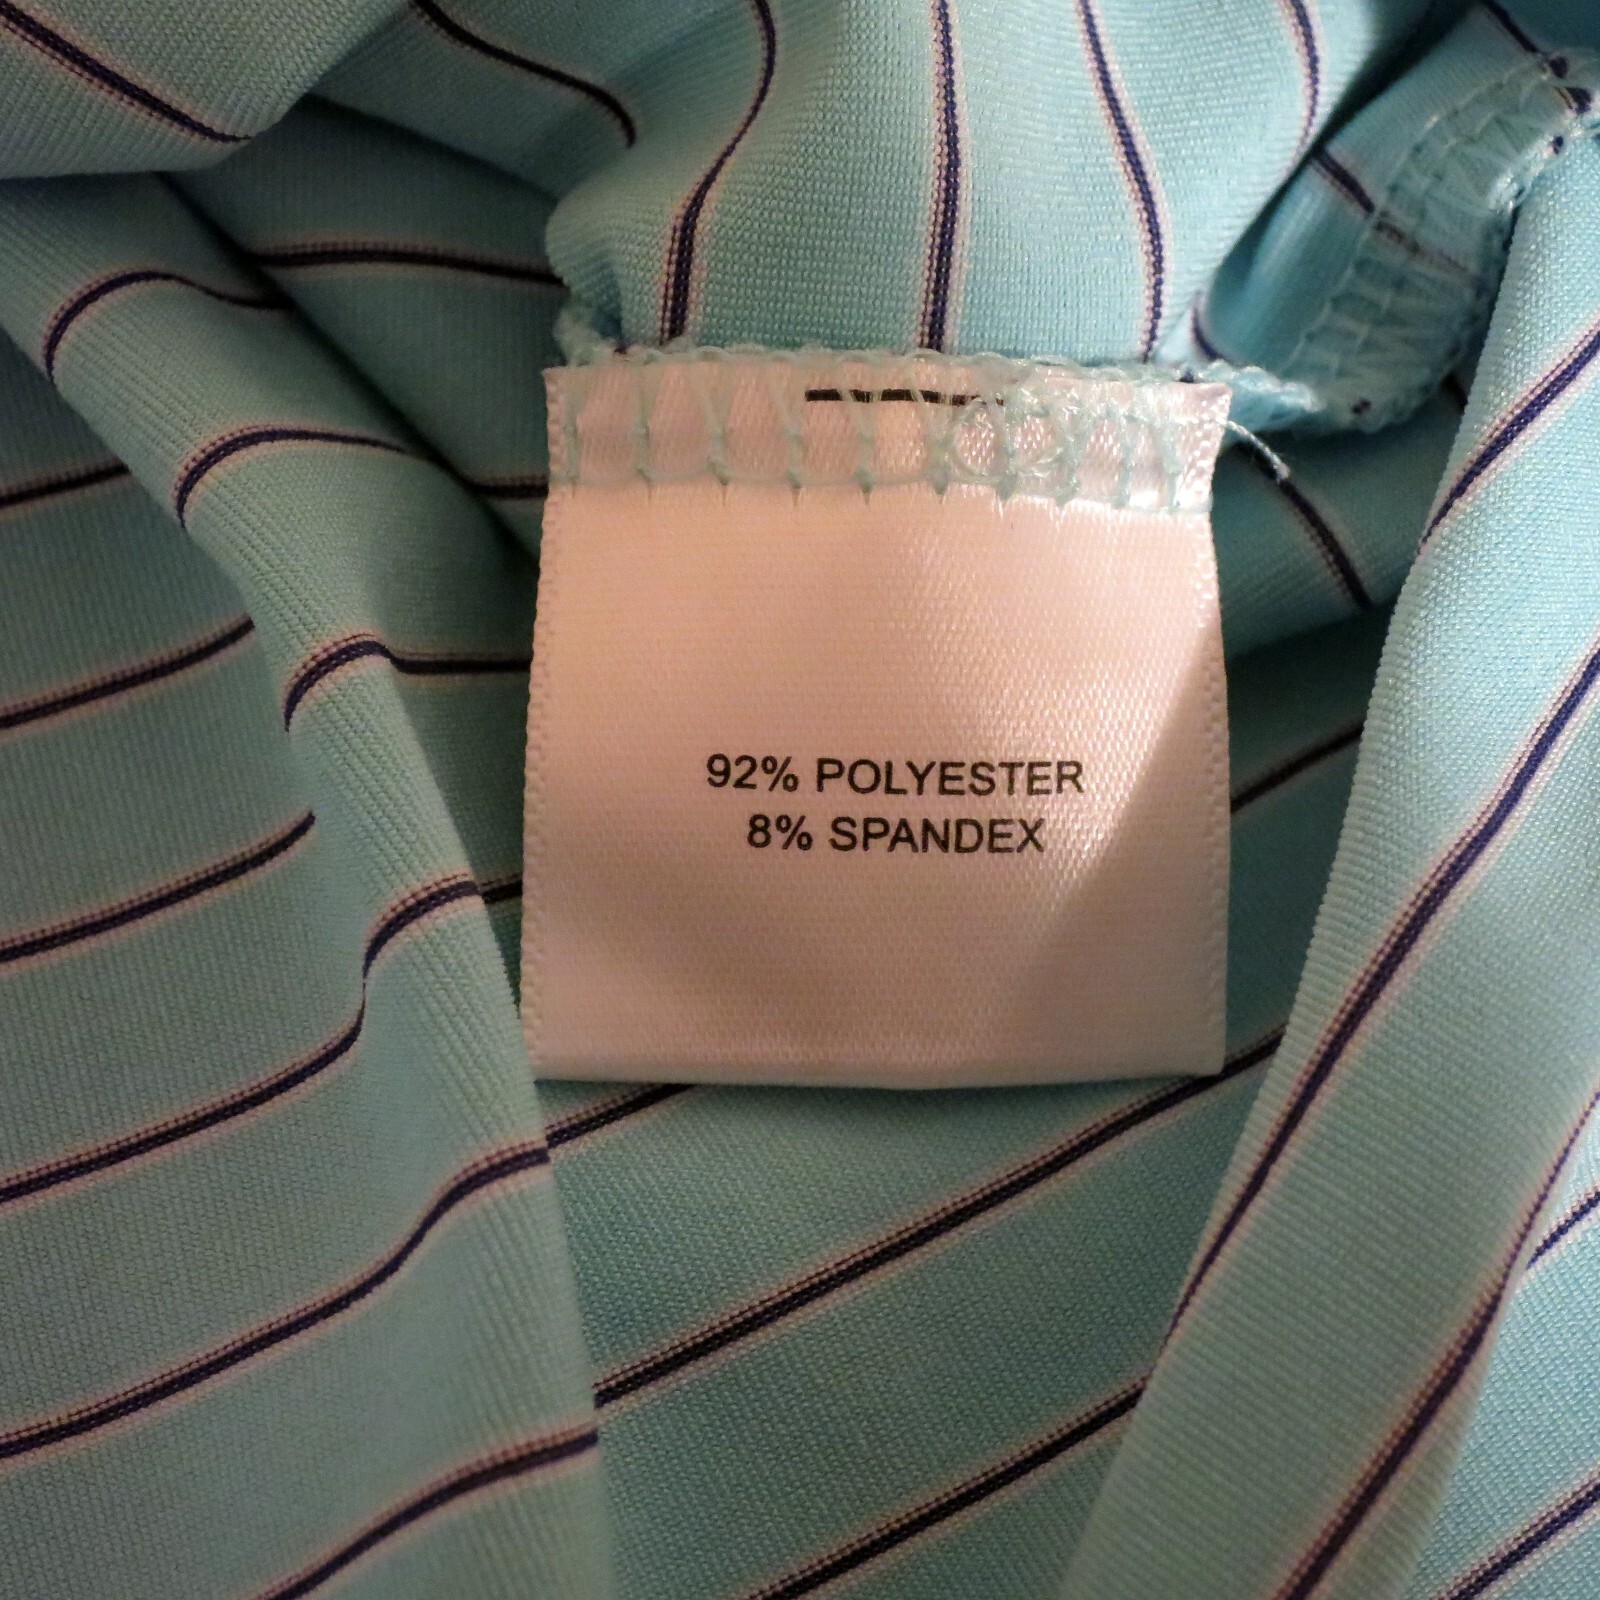 92% POLYESTER
8% SPANDEX